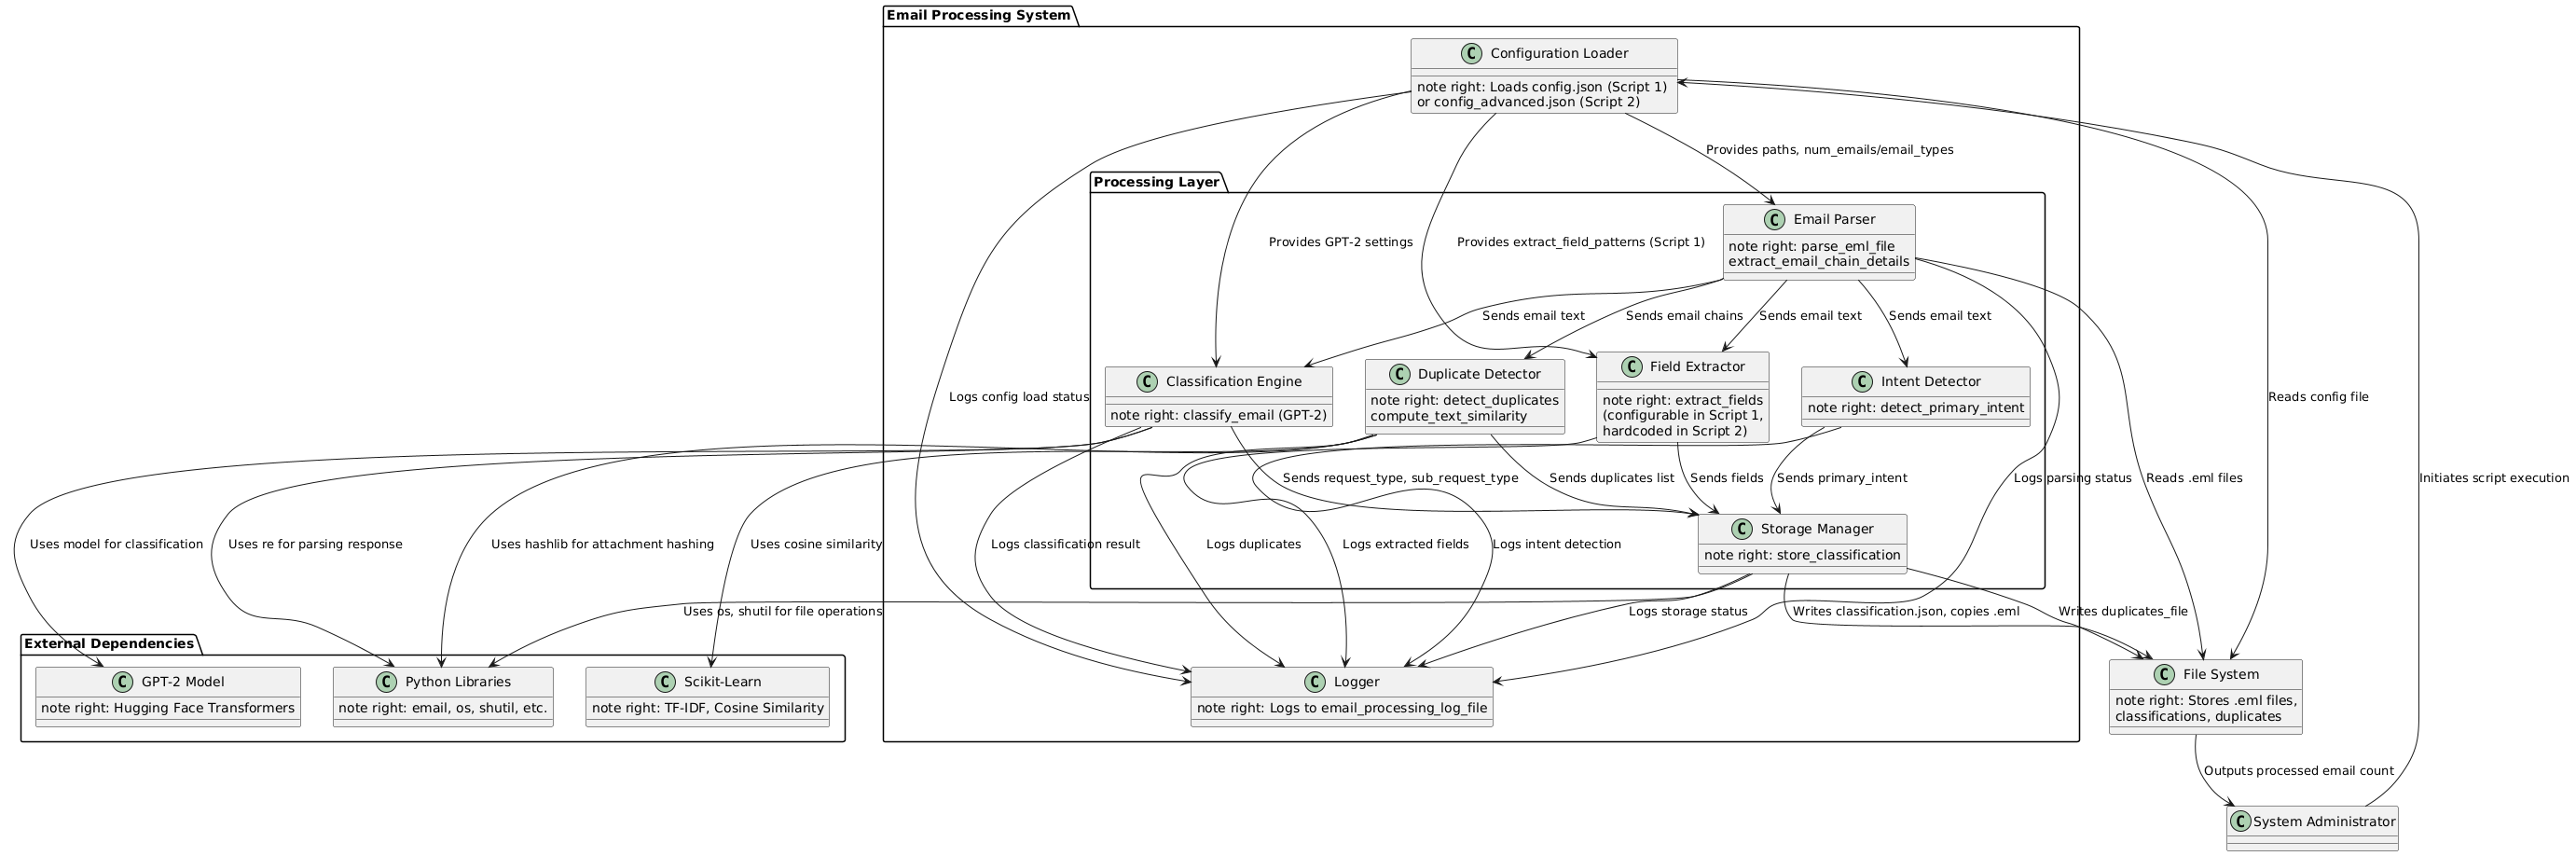 Email Processing System
C Configuration Loader
note right: Loads config.json (Script 1)
or config_advanced.json (Script 2)
Provides paths, num_emails/email_types
Processing Layer
C Email Parser
note right: parse_eml_file
extract_email_chain_details
Provides GPT-2 settings
Provides extract_field_patterns (Script 1)
Sends email text
Sends email chains
Sends email text
Sends email text
C Classification Engine
note right: classify_email (GPT-2)
C Duplicate Detector
note right: detect_duplicates
compute_text_similarity
C Field Extractor
note right: extract_fields
(configurable in Script 1,
hardcoded in Script 2)
C Intent Detector
note right: detect_primary_intent
Logs config load status
Reads config file
Sends request_type, sub_request_type
Sends duplicates list
Sends fields
Sends primary_intent
Logs parsing status
Reads .eml files
Initiates script execution
C Storage Manager
note right: store_classification
Uses model for classification
Uses re for parsing response
Uses hashlib for attachment hashing
Uses cosine similarity
Logs classification result
Logs duplicates
Logs extracted fields
Logs intent detection
Uses os, shutil for file operations
Logs storage status
Writes classification.json, copies .eml
Writes duplicates_file
External Dependencies
C GPT-2 Model
note right: Hugging Face Transformers
C Python Libraries
note right: email, os, shutil, etc.
C Scikit-Learn
note right: TF-IDF, Cosine Similarity
C Logger
note right: Logs to email_processing_log_file
C File System
note right: Stores .eml files,
classifications, duplicates
Outputs processed email count
C System Administrator